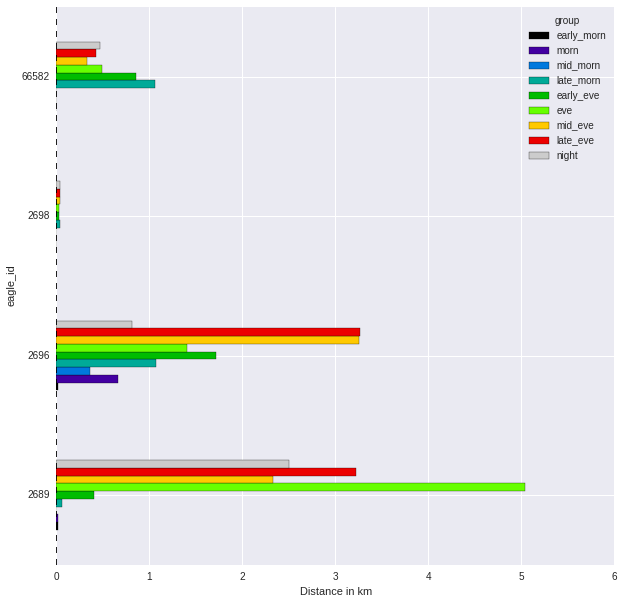 group
early_morn
morn
mid_morn
late_morn
early_eve
eve
mid_eve
late_eve
night
66582
2698
2696
2689
eagle_id
0 1 2 3 4 5 6
Distance in km